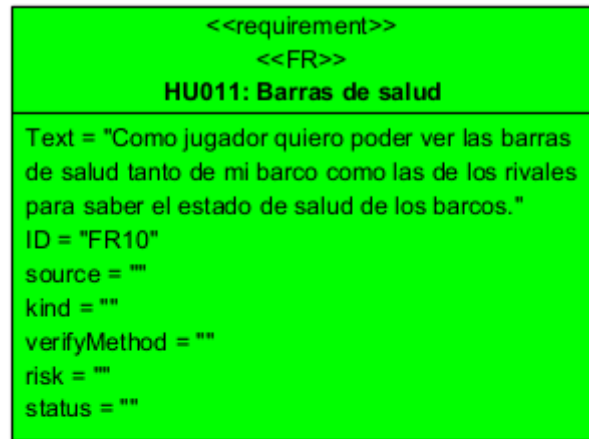 <<requirement>>
<<FR>>
HU011: Barras de salud
Text = "Como jugador quiero poder ver las barras
de salud tanto de mi barco como las de los rivales
para saber el estado de salud de los barcos."
ID = "FR10"
source = ""
kind = ""
verifyMethod = ""
risk = ""
status = ""